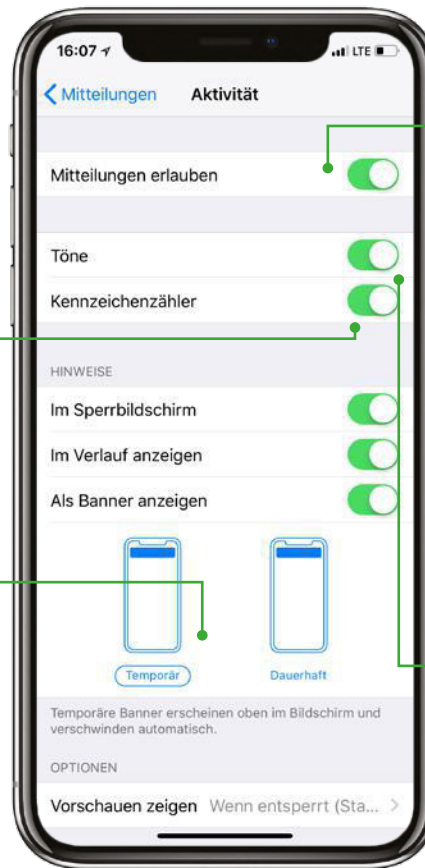 16:07 LTE
Mitteilungen Aktivität
Mitteilungen erlauben
Töne
Kennzeichenzähler
HINWEISE
Im Sperrbildschirm
Im Verlauf anzeigen
Als Banner anzeigen
Temporär Dauerhaft
Temporäre Banner erscheinen oben im Bildschirm und
verschwinden automatisch.
OPTIONEN
Vorschauen zeigen Wenn entsperrt (Sta...